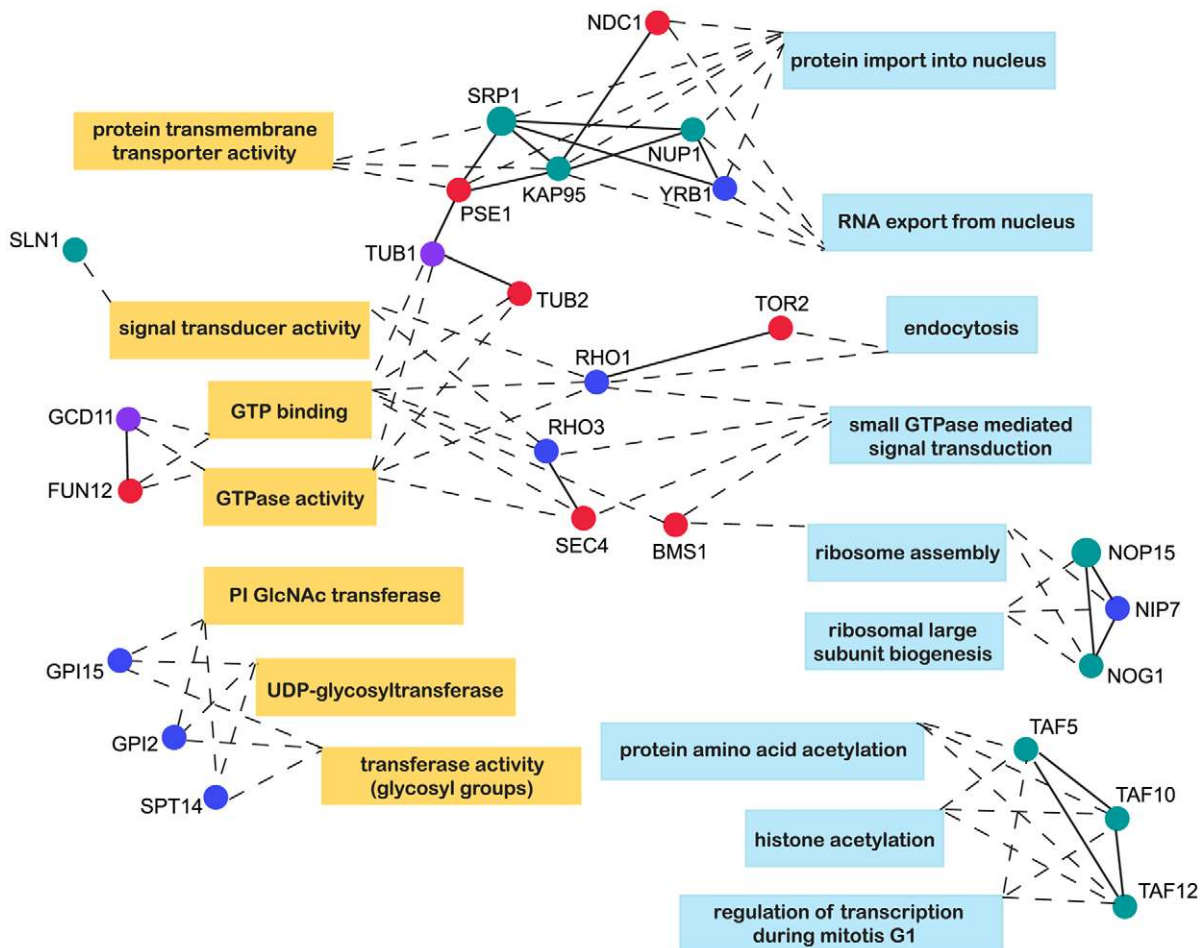 NDC1
protein import into nucleus
SRP1
protein transmembrane
transporter activity
NUP1
KAP95
YRB1
PSE1
RNA export from nucleus
SLN1
TUB1
TUB2
TOR2
signal transducer activity
endocytosis
RHO1
GCD11
GTP binding
RHO3
small GTPase mediated
signal transduction
FUN12
GTPase activity
SEC4
BMS1
ribosome assembly
NOP15
PI GlcNAc transferase
NIP7
ribosomal large
subunit biogenesis
GPI15
NOG1
UDP-glycosyltransferase
GPI2
TAF5
protein amino acid acetylation
transferase activity
(glycosyl groups)
SPT14
TAF10
histone acetylation
TAF12
regulation of transcription
during mitotis G1